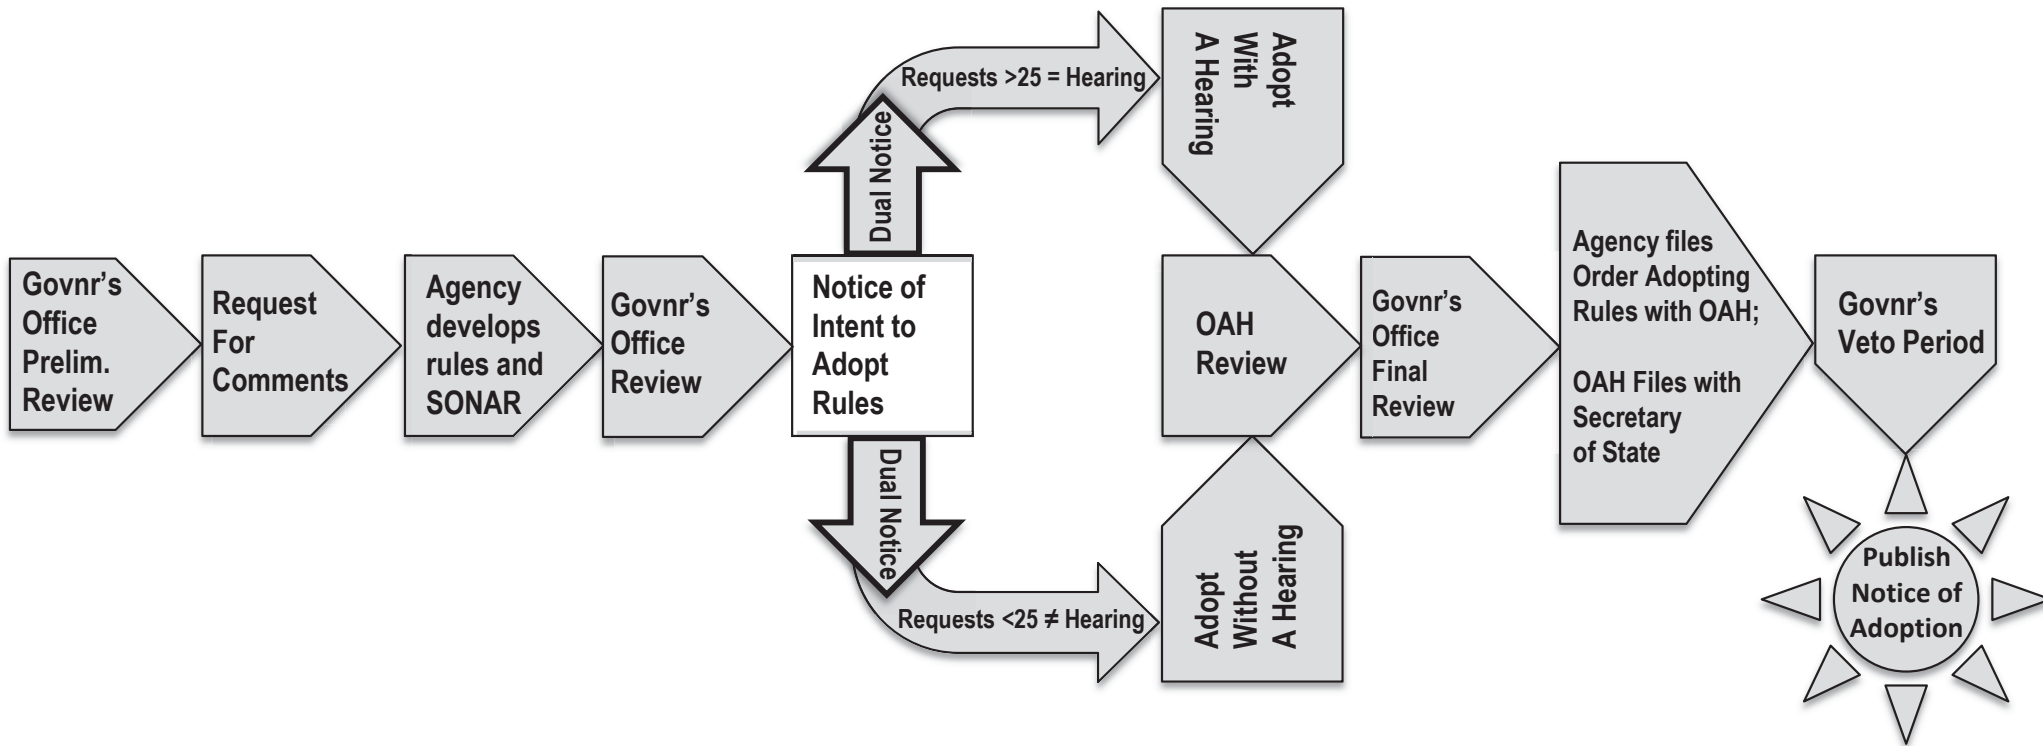 Govnr's
Office
Prelim.
Review
Request
For
Comments
Agency
develops
rules and
SONAR
Govnr's
Office
Review
Notice of
Intent to
Adopt
Rules
Dual Notice
Requests >25 = Hearing
Adopt
With
A Hearing
Dual Notice
Requests <25 ≠ Hearing
Adopt
Without
A Hearing
OAH
Review
Govnr's
Office
Final
Review
Agency files
Order Adopting
Rules with OAH;
OAH Files with
Secretary
of State
Govnr's
Veto Period
Publish
Notice of
Adoption